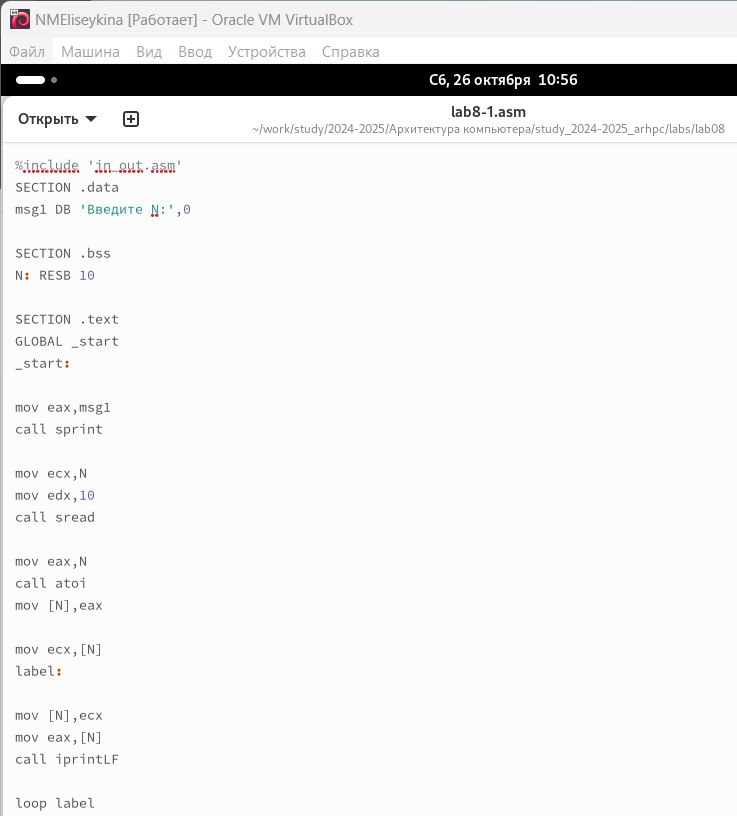 NMEliseykina [Работает] - Oracle VM VirtualBox
Файл Машина Вид Ввод Устройства Справка
Сб, 26 октября 10:56
Открыть
lab8-1.asm
~/work/study/2024-2025/Архитектура компьютера/study_2024-2025_arhpc/labs/lab08
%include 'in_out.asm'
SECTION .data
msg1 DB 'Введите N:',0
SECTION .bss
N: RESB 10
SECTION .text
GLOBAL _start
_start:
mov eax,msg1
call sprint
mov ecx,N
mov edx,10
call sread
mov eax,N
call atoi
mov [N],eax
mov ecx,[N]
label:
mov [N],ecx
mov eax,[N]
call iprintLF
loop label